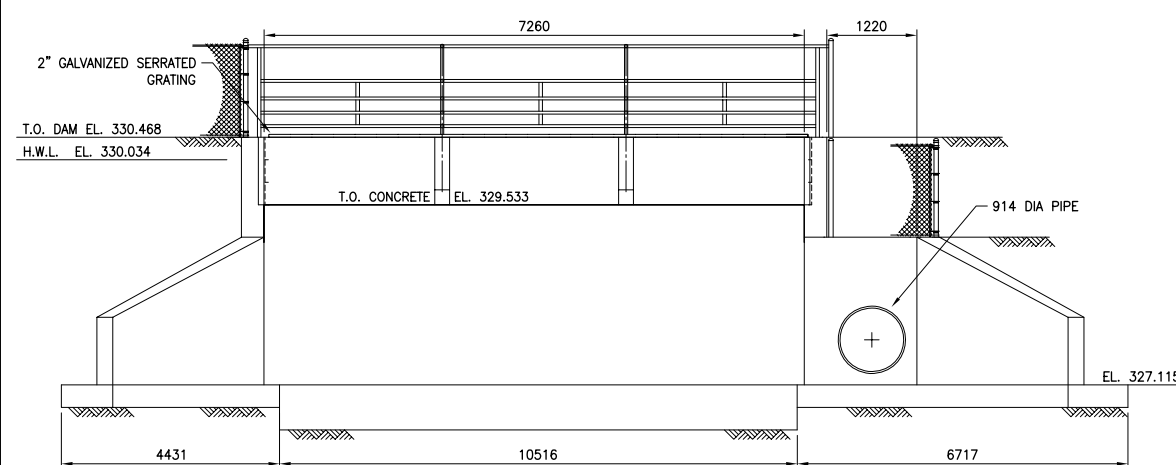 7260
1220
2" GALVANIZED SERRATED
GRATING
T.O. DAM EL. 330.468
H.W.L. EL. 330.034
T.O. CONCRETE EL. 329.533
914 DIA PIPE
EL. 327.115
4431
10516
6717